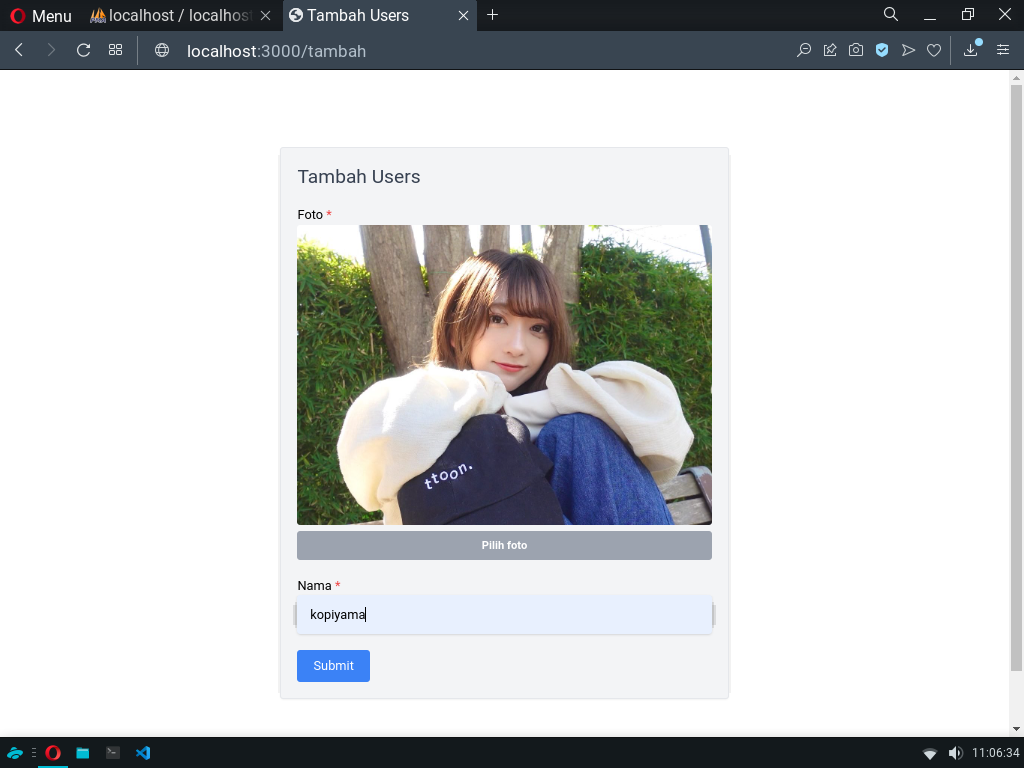 Menu
localhost / localhos
Tambah Users
localhost:3000/tambah
Tambah Users
Foto *
ttoon.
Pilih foto
Nama *
kopiyama
Submit
11:06:34